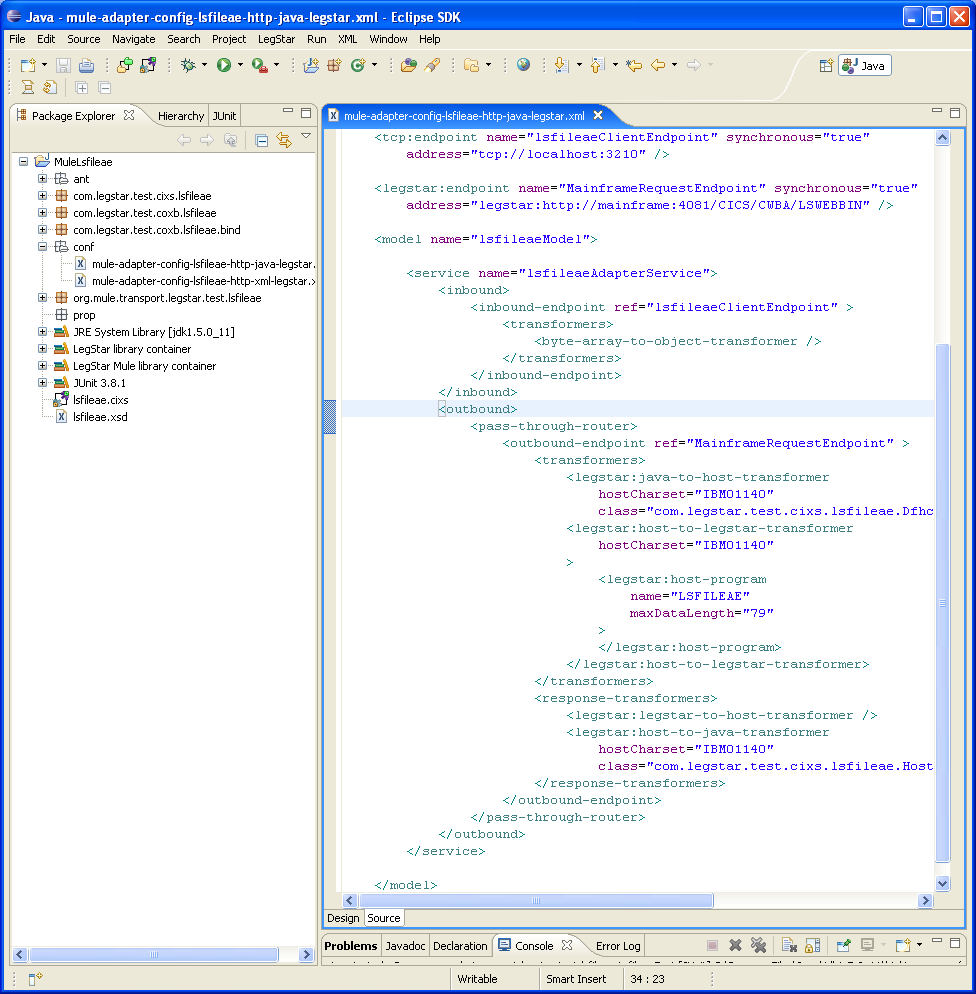 Java - mule-adapter-config-lsfileae-http-java-legstar.xml - Eclipse SDK
File Edit Source Navigate Search Project LegStar Run XML Window Help
Java
Package Explorer Hierarchy JUnit
MuleLsfileae
ant
com.legstar.test.cixs.lsfileae
com.legstar.test.coxb.lsfileae
com.legstar.test.coxb.lsfileae.bind
conf
mule-adapter-config-lsfileae-http-java-legstar.
mule-adapter-config-lsfileae-http-xml-legstar.x
org.mule.transport.legstar.test.lsfileae
prop
JRE System Library [jdk1.5.0_11]
LegStar library container
LegStar Mule library container
JUnit 3.8.1
lsfileae.cixs
lsfileae.xsd
mule-adapter-config-lsfileae-http-java-legstar.xml
<tcp:endpoint name="lsfileaeClientEndpoint" synchronous="true"
address="tcp://localhost:3210" />
<legstar:endpoint name="MainframeRequestEndpoint" synchronous="true"
address="legstar:http://mainframe:4081/CICS/CWBA/LSWEBBIN" />
<model name="lsfileaeModel">
<service name="lsfileaeAdapterService">
<inbound>
<inbound-endpoint ref="lsfileaeClientEndpoint" >
<transformers>
<byte-array-to-object-transformer />
</transformers>
</inbound-endpoint>
</inbound>
<outbound>
<pass-through-router>
<outbound-endpoint ref="MainframeRequestEndpoint" >
<transformers>
<legstar:java-to-host-transformer
hostCharset="IBM01140"
class="com.legstar.test.cixs.lsfileae.Dfhc
<legstar:host-to-legstar-transformer
hostCharset="IBM01140"
>
<legstar:host-program
name="LSFILEAE"
maxDataLength="79"
>
</legstar:host-program>
</legstar:host-to-legstar-transformer>
</transformers>
<response-transformers>
<legstar:legstar-to-host-transformer />
<legstar:host-to-java-transformer
hostCharset="IBM01140"
class="com.legstar.test.cixs.lsfileae.Host
</response-transformers>
</outbound-endpoint>
</pass-through-router>
</outbound>
</service>
</model>
Design Source
Problems Javadoc Declaration Console Error Log
Writable Smart Insert 34 : 23